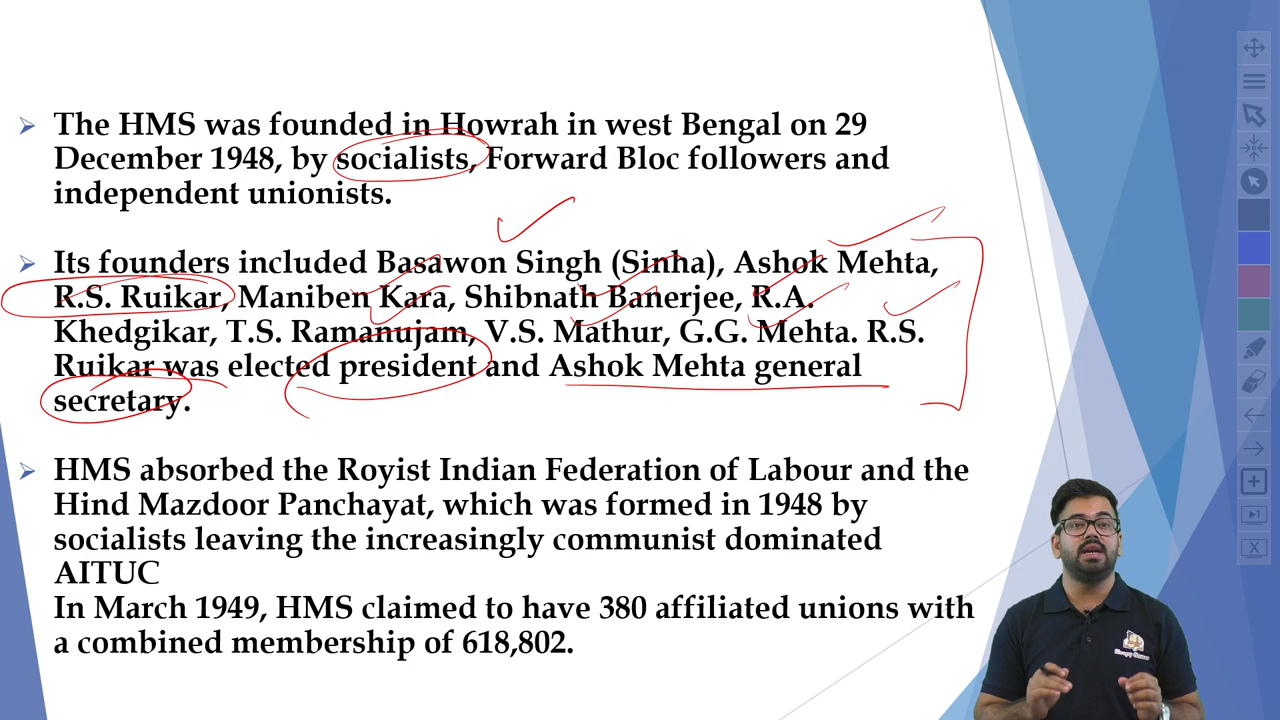 The HMS was founded in Howrah in west Bengal on 29
December 1948, by socialists, Forward Bloc followers and
independent unionists.
Its founders included Basawon Singh (Sinha), Ashok Mehta,
R.S. Ruikar, Maniben Kara, Shibnath Banerjee, R.A.
Khedgikar, T.S. Ramanujam, V.S. Mathur, G.G. Mehta. R.S.
Ruikar was elected president and Ashok Mehta general
secretary.
HMS absorbed the Royist Indian Federation of Labour and the
Hind Mazdoor Panchayat, which was formed in 1948 by
socialists leaving the increasingly communist dominated
AITUC
In March 1949, HMS claimed to have 380 affiliated unions with
a combined membership of 618,802.